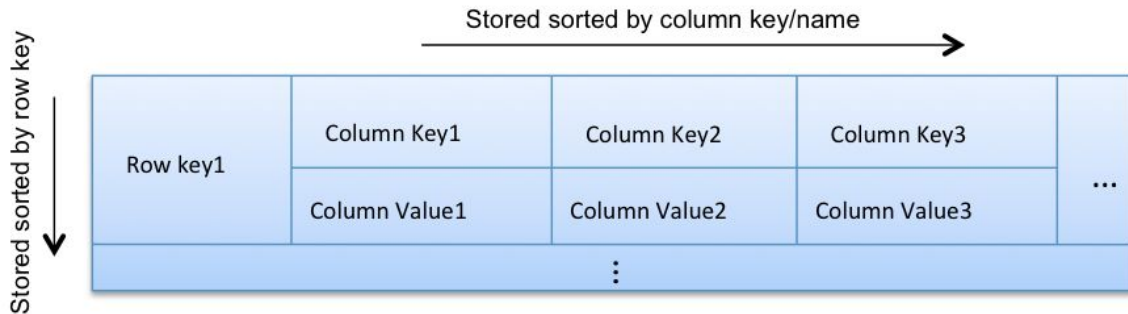 Stored sorted by column key/name
Stored sorted by row key
Row key1
Column Key1
Column Key2
Column Key3
Column Value1
Column Value2
Column Value3
...
⋮